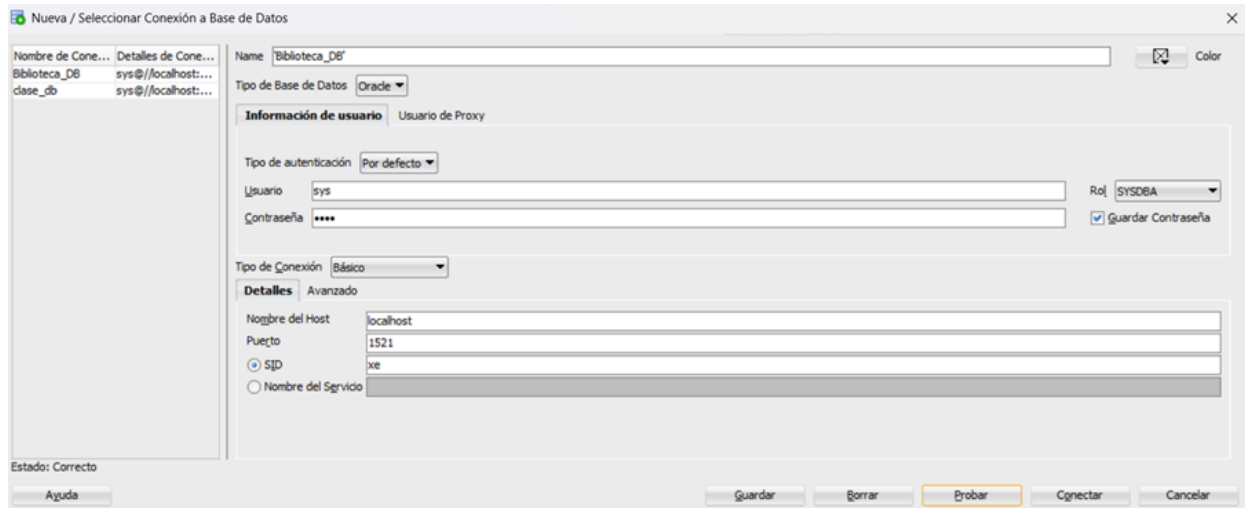 Nueva / Seleccionar Conexión a Base de Datos
Nombre de Cone... Detalles de Cone...
Biblioteca_DB sys@//localhost:...
clase_db sys@//localhost:...
Name 'Biblioteca_DB'
Color
Tipo de Base de Datos Oracle
Información de usuario Usuario de Proxy
Tipo de autenticación Por defecto
Usuario sys
Rol SYSDBA
Contraseña ••••
Guardar Contraseña
Tipo de Conexión Básico
Detalles Avanzado
Nombre del Host localhost
Puerto 1521
SID xe
Nombre del Servicio
Estado: Correcto
Ayuda Guardar Borrar Probar Conectar Cancelar